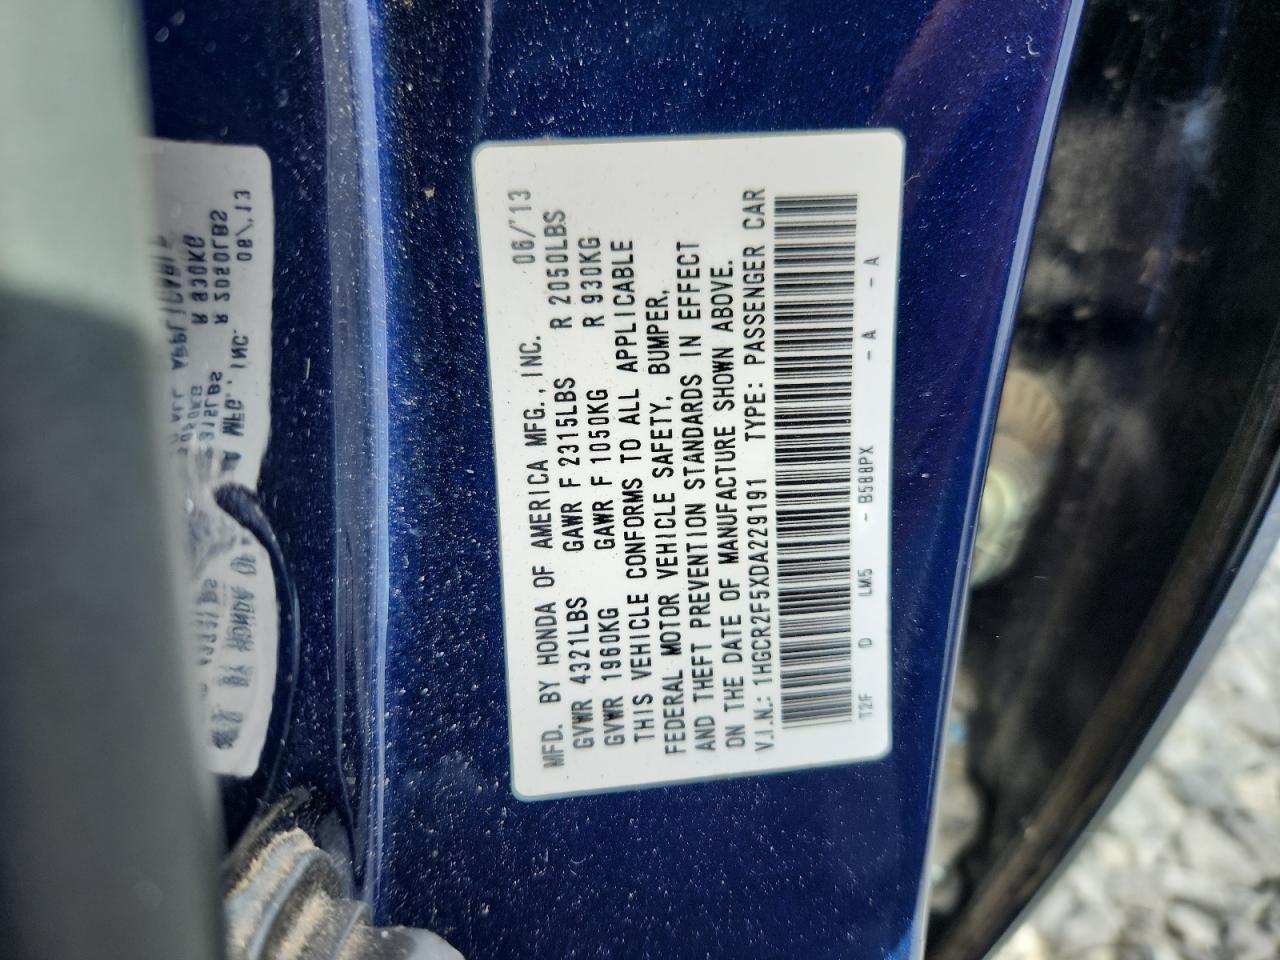 MFD. BY HONDA OF AMERICA MFG., INC. 06/'13
GVWR 4321LBS GAWR F 2315LBS R 2050LBS
GVWR 1960KG GAWR F 1050KG R 930KG
THIS VEHICLE CONFORMS TO ALL APPLICABLE
FEDERAL MOTOR VEHICLE SAFETY, BUMPER,
AND THEFT PREVENTION STANDARDS IN EFFECT
ON THE DATE OF MANUFACTURE SHOWN ABOVE.
V.I.N.: 1HGCR2F5XDA229191 TYPE: PASSENGER CAR
T2F D LM5 - B588PX - A - A